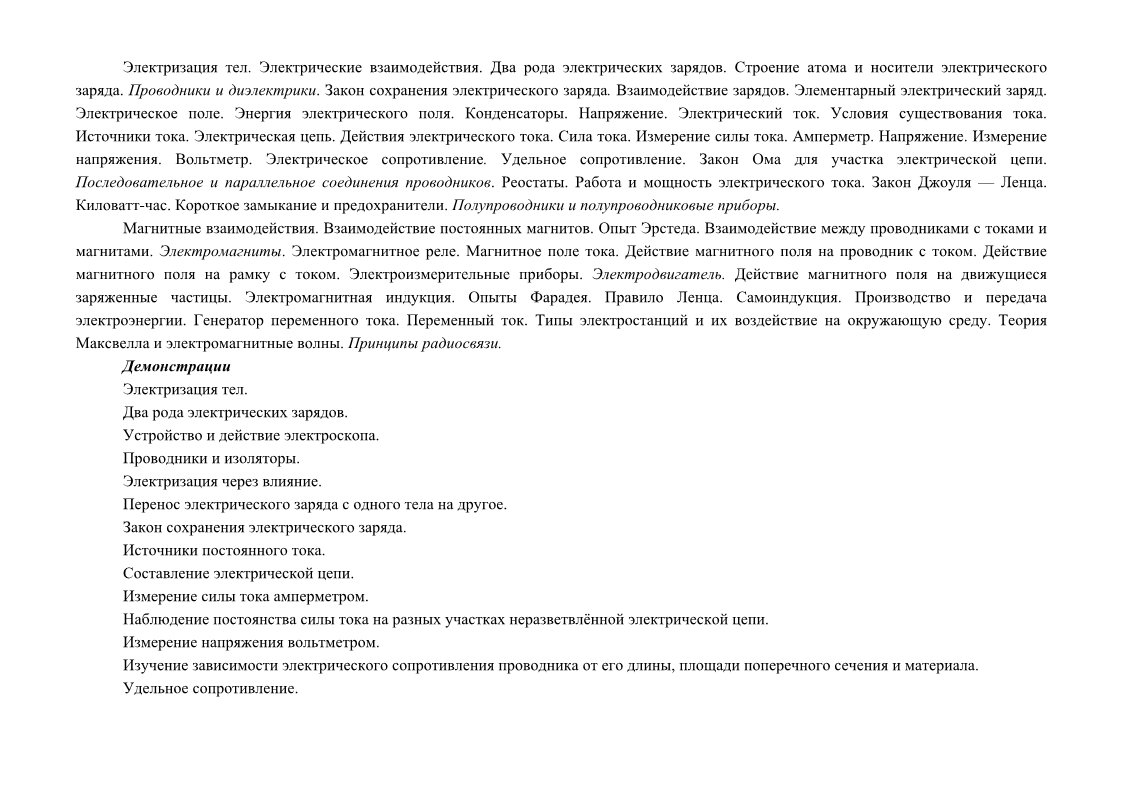 Электризация тел. Электрические взаимодействия. Два рода электрических зарядов. Строение атома и носители электрического
заряда. Проводники и диэлектрики. Закон сохранения электрического заряда. Взаимодействие зарядов. Элементарный электрический заряд.
Электрическое поле. Энергия электрического поля. Конденсаторы. Напряжение. Электрический ток. Условия существования тока.
Источники тока. Электрическая цепь. Действия электрического тока. Сила тока. Измерение силы тока. Амперметр. Напряжение. Измерение
напряжения. Вольтметр. Электрическое сопротивление. Удельное сопротивление. Закон Ома для участка электрической цепи.
Последовательное и параллельное соединения проводников. Реостаты. Работа и мощность электрического тока. Закон Джоуля — Ленца.
Киловатт-час. Короткое замыкание и предохранители. Полупроводники и полупроводниковые приборы.
Магнитные взаимодействия. Взаимодействие постоянных магнитов. Опыт Эрстеда. Взаимодействие между проводниками с токами и
магнитами. Электромагниты. Электромагнитное реле. Магнитное поле тока. Действие магнитного поля на проводник с током. Действие
магнитного поля на рамку с током. Электроизмерительные приборы. Электродвигатель. Действие магнитного поля на движущиеся
заряженные частицы. Электромагнитная индукция. Опыты Фарадея. Правило Ленца. Самоиндукция. Производство и передача
электроэнергии. Генератор переменного тока. Переменный ток. Типы электростанций и их воздействие на окружающую среду. Теория
Максвелла и электромагнитные волны. Принципы радиосвязи.
Демонстрации
Электризация тел.
Два рода электрических зарядов.
Устройство и действие электроскопа.
Проводники и изоляторы.
Электризация через влияние.
Перенос электрического заряда с одного тела на другое.
Закон сохранения электрического заряда.
Источники постоянного тока.
Составление электрической цепи.
Измерение силы тока амперметром.
Наблюдение постоянства силы тока на разных участках неразветвлённой электрической цепи.
Измерение напряжения вольтметром.
Изучение зависимости электрического сопротивления проводника от его длины, площади поперечного сечения и материала.
Удельное сопротивление.